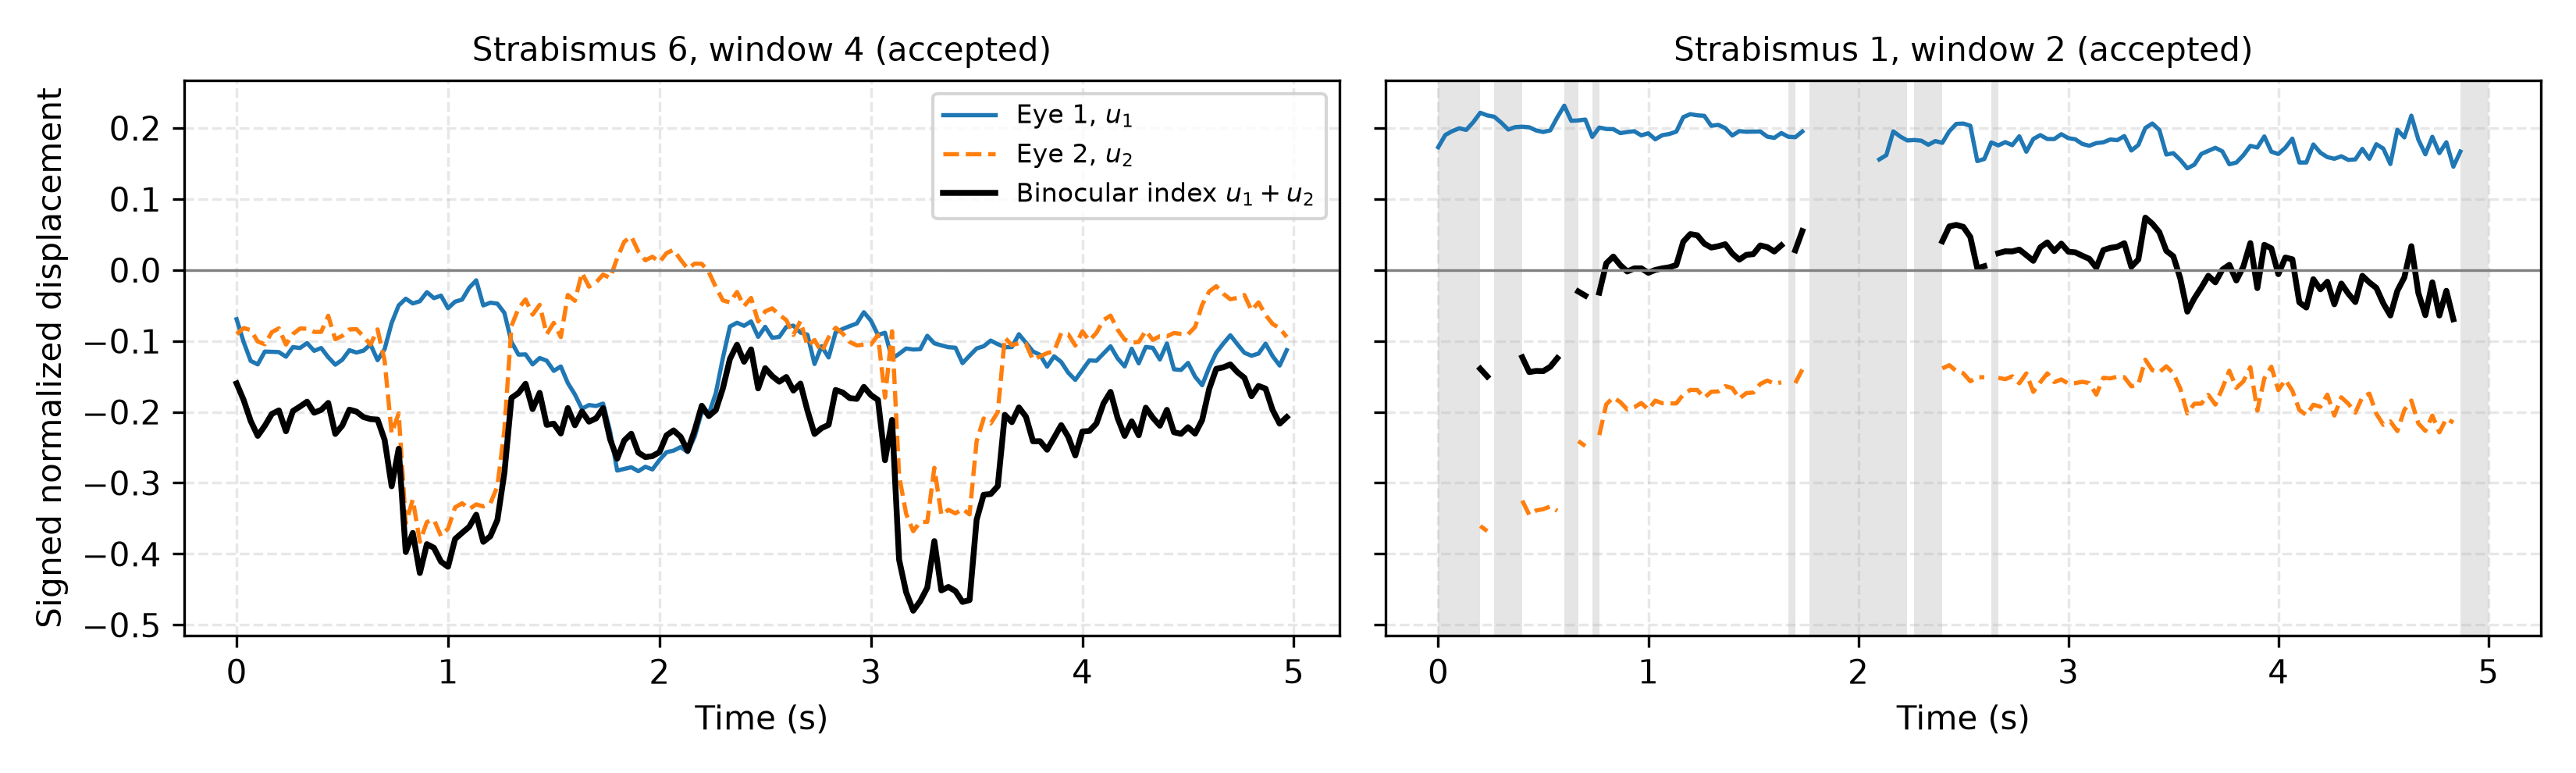 Strabismus 6, window 4 (accepted)
Strabismus 1, window 2 (accepted)
Signed normalized displacement
0.2
0.1
0.0
−0.1
−0.2
−0.3
−0.4
−0.5
Eye 1, u₁
Eye 2, u₂
Binocular index u₁ + u₂
0 1 2 3 4 5
0 1 2 3 4 5
Time (s)
Time (s)